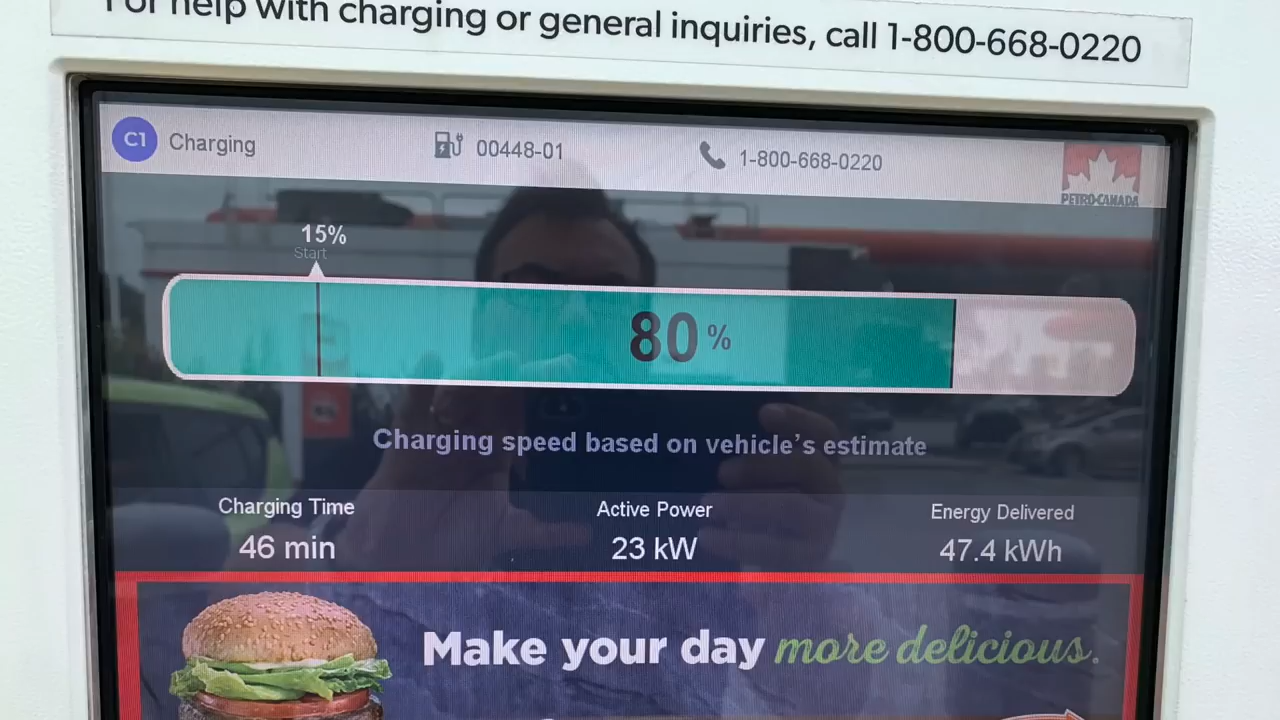 For help with charging or general inquiries, call 1-800-668-0220
C1 Charging 00448-01 1-800-668-0220
PETRO-CANADA
15%
Start
80%
Charging speed based on vehicle's estimate
Charging Time Active Power Energy Delivered
46 min 23 kW 47.4 kWh
Make your day more delicious.